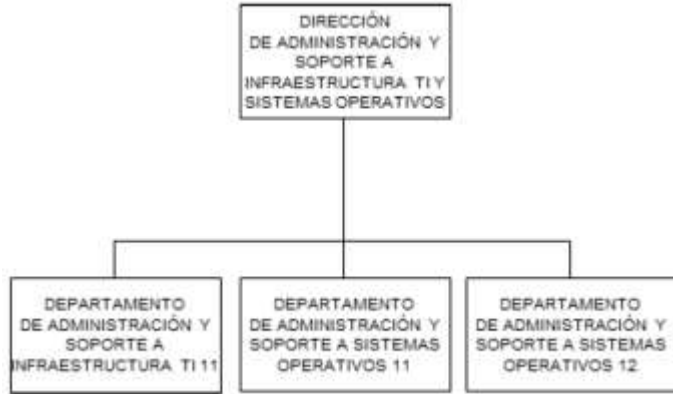 DIRECCIÓN
DE ADMINISTRACIÓN Y
SOPORTE A
INFRAESTRUCTURA TI Y
SISTEMAS OPERATIVOS
DEPARTAMENTO
DE ADMINISTRACIÓN Y
SOPORTE A
INFRAESTRUCTURA TI 11
DEPARTAMENTO
DE ADMINISTRACIÓN Y
SOPORTE A SISTEMAS
OPERATIVOS 11
DEPARTAMENTO
DE ADMINISTRACIÓN Y
SOPORTE A SISTEMAS
OPERATIVOS 12